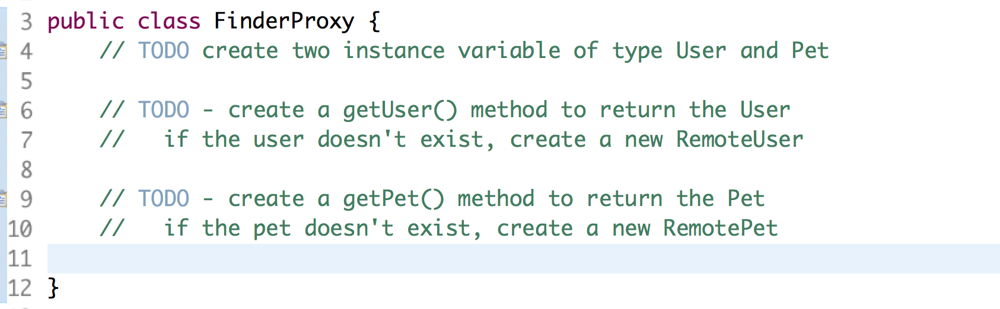 3 public class FinderProxy {
4 // TODO create two instance variable of type User and Pet
5
6 // TODO - create a getUser() method to return the User
7 //   if the user doesn't exist, create a new RemoteUser
8
9 // TODO - create a getPet() method to return the Pet
10 //   if the pet doesn't exist, create a new RemotePet
11
12 }